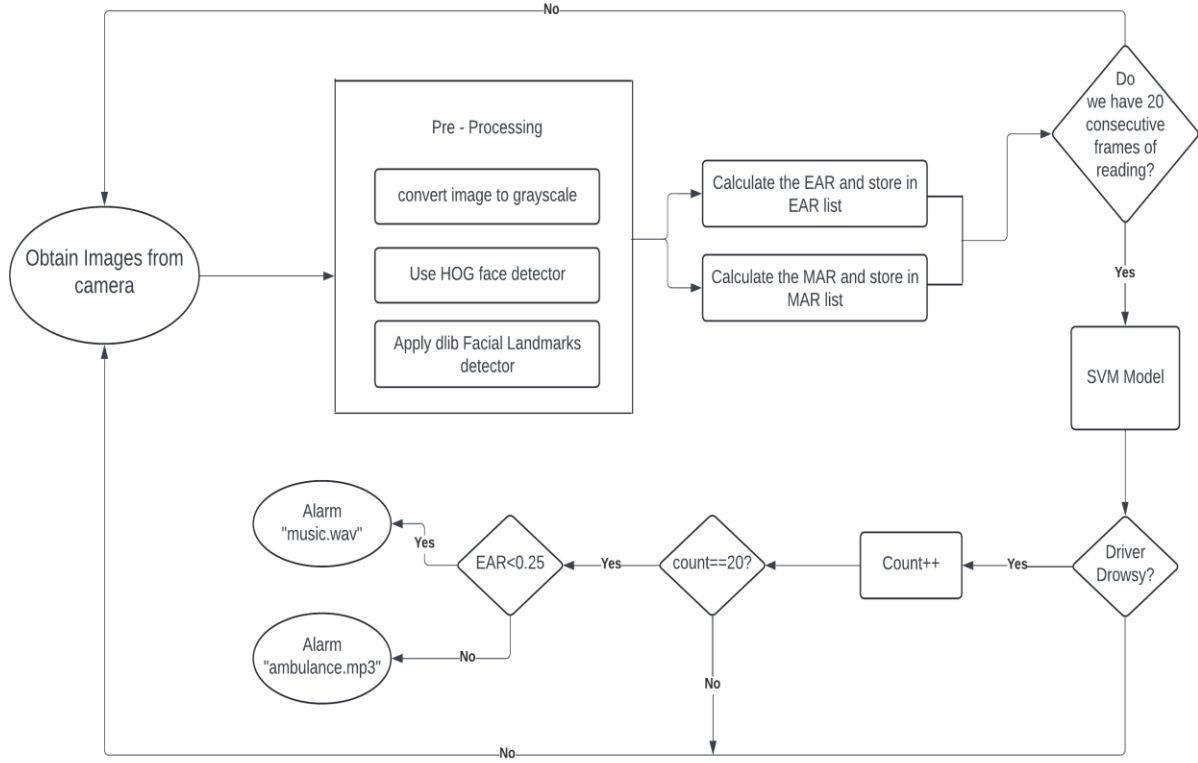 No
Do
we have 20
consecutive
frames of
reading?
Pre - Processing
convert image to grayscale
Use HOG face detector
Apply dlib Facial Landmarks
detector
Calculate the EAR and store in
EAR list
Calculate the MAR and store in
MAR list
Obtain Images from
camera
Yes
SVM Model
Driver
Drowsy?
Yes
Count++
count==20?
Yes
EAR<0.25
Yes
Alarm
"music.wav"
No
Alarm
"ambulance.mp3"
No
No